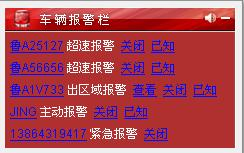 车辆报警栏
鲁A25127 超速报警 关闭 已知
鲁A56656 超速报警 关闭 已知
鲁A1V733 出区域报警 查看 关闭 已知
JING 主动报警 关闭 已知
13864319417 紧急报警 关闭